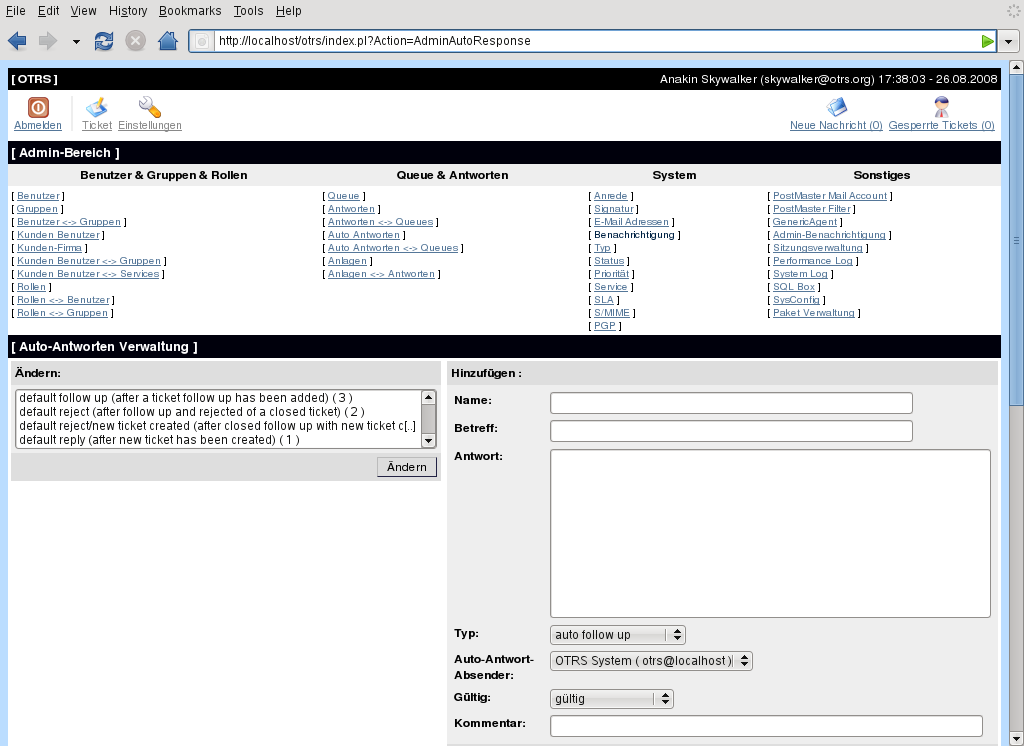 File Edit View History Bookmarks Tools Help
http://localhost/otrs/index.pl?Action=AdminAutoResponse
[ OTRS ] Anakin Skywalker (skywalker@otrs.org) 17:38:03 - 26.08.2008
Abmelden Ticket Einstellungen Neue Nachricht (0) Gesperrte Tickets (0)
[ Admin-Bereich ]
Benutzer & Gruppen & Rollen Queue & Antworten System Sonstiges
[ Benutzer ] [ Queue ] [ Anrede ] [ PostMaster Mail Account ]
[ Gruppen ] [ Antworten ] [ Signatur ] [ PostMaster Filter ]
[ Benutzer <-> Gruppen ] [ Antworten <-> Queues ] [ E-Mail Adressen ] [ GenericAgent ]
[ Kunden Benutzer ] [ Auto Antworten ] [ Benachrichtigung ] [ Admin-Benachrichtigung ]
[ Kunden-Firma ] [ Auto Antworten <-> Queues ] [ Typ ] [ Sitzungsverwaltung ]
[ Kunden Benutzer <-> Gruppen ] [ Anlagen ] [ Status ] [ Performance Log ]
[ Kunden Benutzer <-> Services ] [ Anlagen <-> Antworten ] [ Priorität ] [ System Log ]
[ Rollen ] [ Service ] [ SQL Box ]
[ Rollen <-> Benutzer ] [ SLA ] [ SysConfig ]
[ Rollen <-> Gruppen ] [ S/MIME ] [ Paket Verwaltung ]
[ PGP ]
[ Auto-Antworten Verwaltung ]
Ändern:
default follow up (after a ticket follow up has been added) ( 3 )
default reject (after follow up and rejected of a closed ticket) ( 2 )
default reject/new ticket created (after closed follow up with new ticket c[..]
default reply (after new ticket has been created) ( 1 )
Ändern
Hinzufügen :
Name:
Betreff:
Antwort:
Typ: auto follow up
Auto-Antwort-
Absender: OTRS System ( otrs@localhost )
Gültig: gültig
Kommentar: